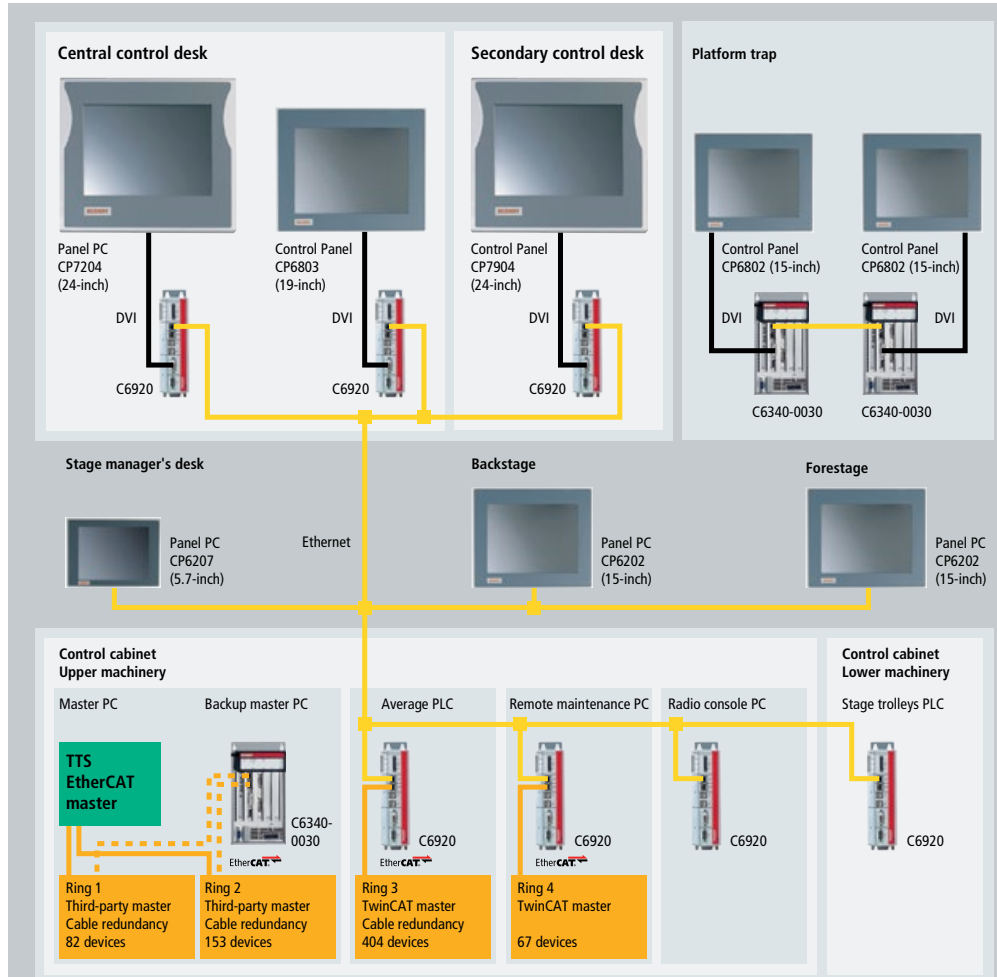 Central control desk
Panel PC
CP7204
(24-inch)
DVI
C6920
Control Panel
CP6803
(19-inch)
DVI
C6920
Secondary control desk
Control Panel
CP7904
(24-inch)
DVI
C6920
Platform trap
Control Panel
CP6802 (15-inch)
DVI
C6340-0030
Control Panel
CP6802 (15-inch)
DVI
C6340-0030
Stage manager's desk
Panel PC
CP6207
(5.7-inch)
Ethernet
Backstage
Panel PC
CP6202
(15-inch)
Forestage
Panel PC
CP6202
(15-inch)
Control cabinet
Upper machinery
Master PC
TTS
EtherCAT
master
Backup master PC
C6340-
0030
EtherCAT
Average PLC
C6920
EtherCAT
Remote maintenance PC
C6920
EtherCAT
Radio console PC
C6920
Ring 1
Third-party master
Cable redundancy
82 devices
Ring 2
Third-party master
Cable redundancy
153 devices
Ring 3
TwinCAT master
Cable redundancy
404 devices
Ring 4
TwinCAT master
67 devices
Control cabinet
Lower machinery
Stage trolleys PLC
C6920